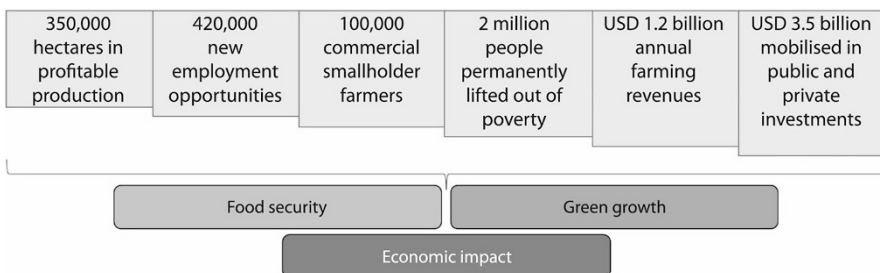 350,000
hectares in
profitable
production
420,000
new
employment
opportunities
100,000
commercial
smallholder
farmers
2 million
people
permanently
lifted out of
poverty
USD 1.2 billion
annual
farming
revenues
USD 3.5 billion
mobilised in
public and
private
investments
Food security
Green growth
Economic impact